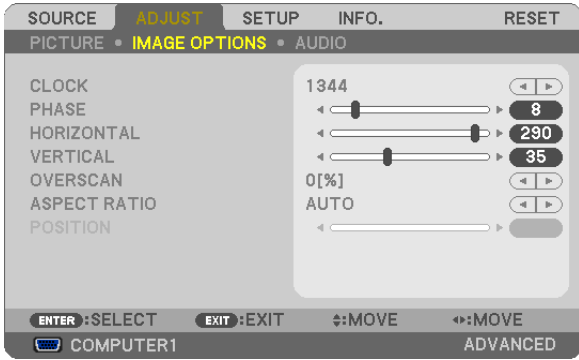 SOURCE ADJUST SETUP INFO. RESET
PICTURE • IMAGE OPTIONS • AUDIO
CLOCK 1344
PHASE 8
HORIZONTAL 290
VERTICAL 35
OVERSCAN 0[%]
ASPECT RATIO AUTO
POSITION
ENTER :SELECT EXIT :EXIT :MOVE :MOVE
COMPUTER1 ADVANCED